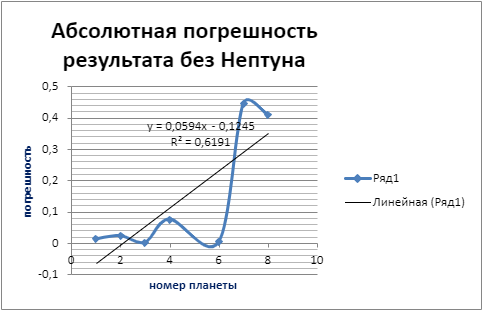 Абсолютная погрешность
результата без Нептуна
0,5
0,4
y = 0,0594x - 0,1245
R² = 0,6191
0,3
0,2
0,1
0
-0,1
0 2 4 6 8 10
погрешность
номер планеты
Ряд1
Линейная (Ряд1)